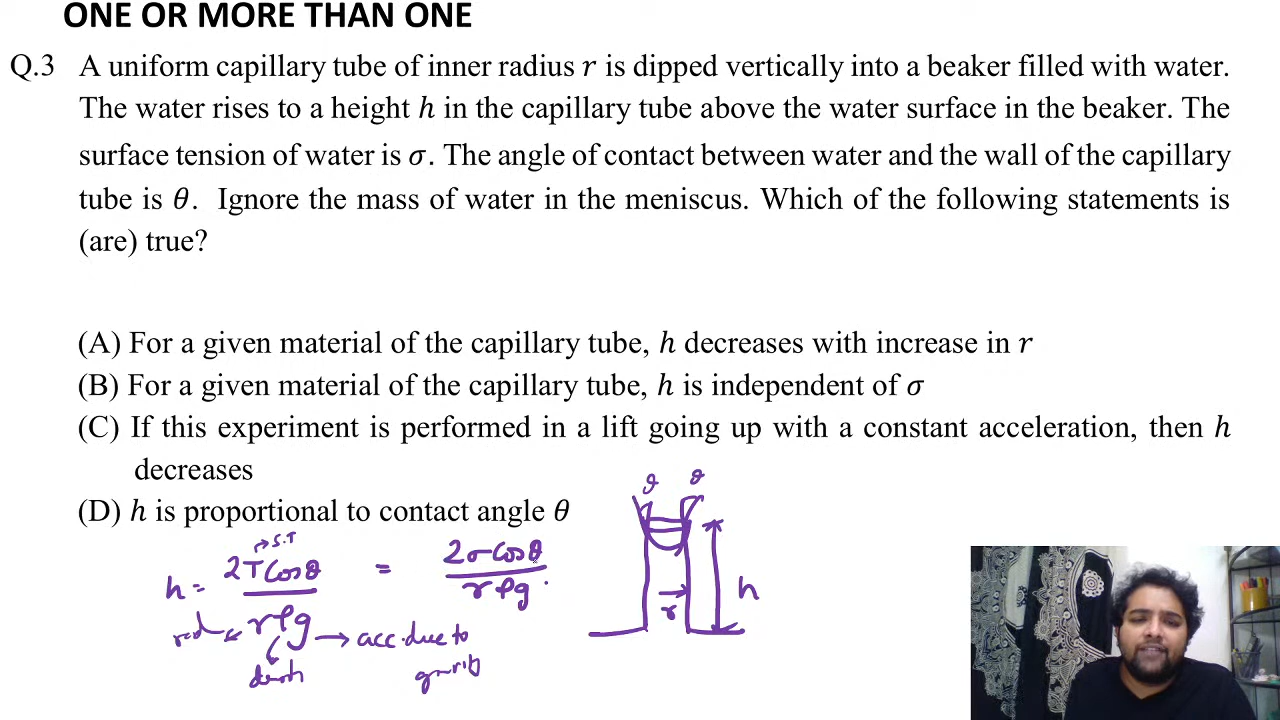 ONE OR MORE THAN ONE
Q.3 A uniform capillary tube of inner radius r is dipped vertically into a beaker filled with water.
The water rises to a height h in the capillary tube above the water surface in the beaker. The
surface tension of water is σ. The angle of contact between water and the wall of the capillary
tube is θ. Ignore the mass of water in the meniscus. Which of the following statements is
(are) true?
(A) For a given material of the capillary tube, h decreases with increase in r
(B) For a given material of the capillary tube, h is independent of σ
(C) If this experiment is performed in a lift going up with a constant acceleration, then h
decreases
(D) h is proportional to contact angle θ
θ θ
→ S.T
h = 2T Cos θ / rρg = 2σ Cos θ / rρg
rad ← → acc. due to
r h